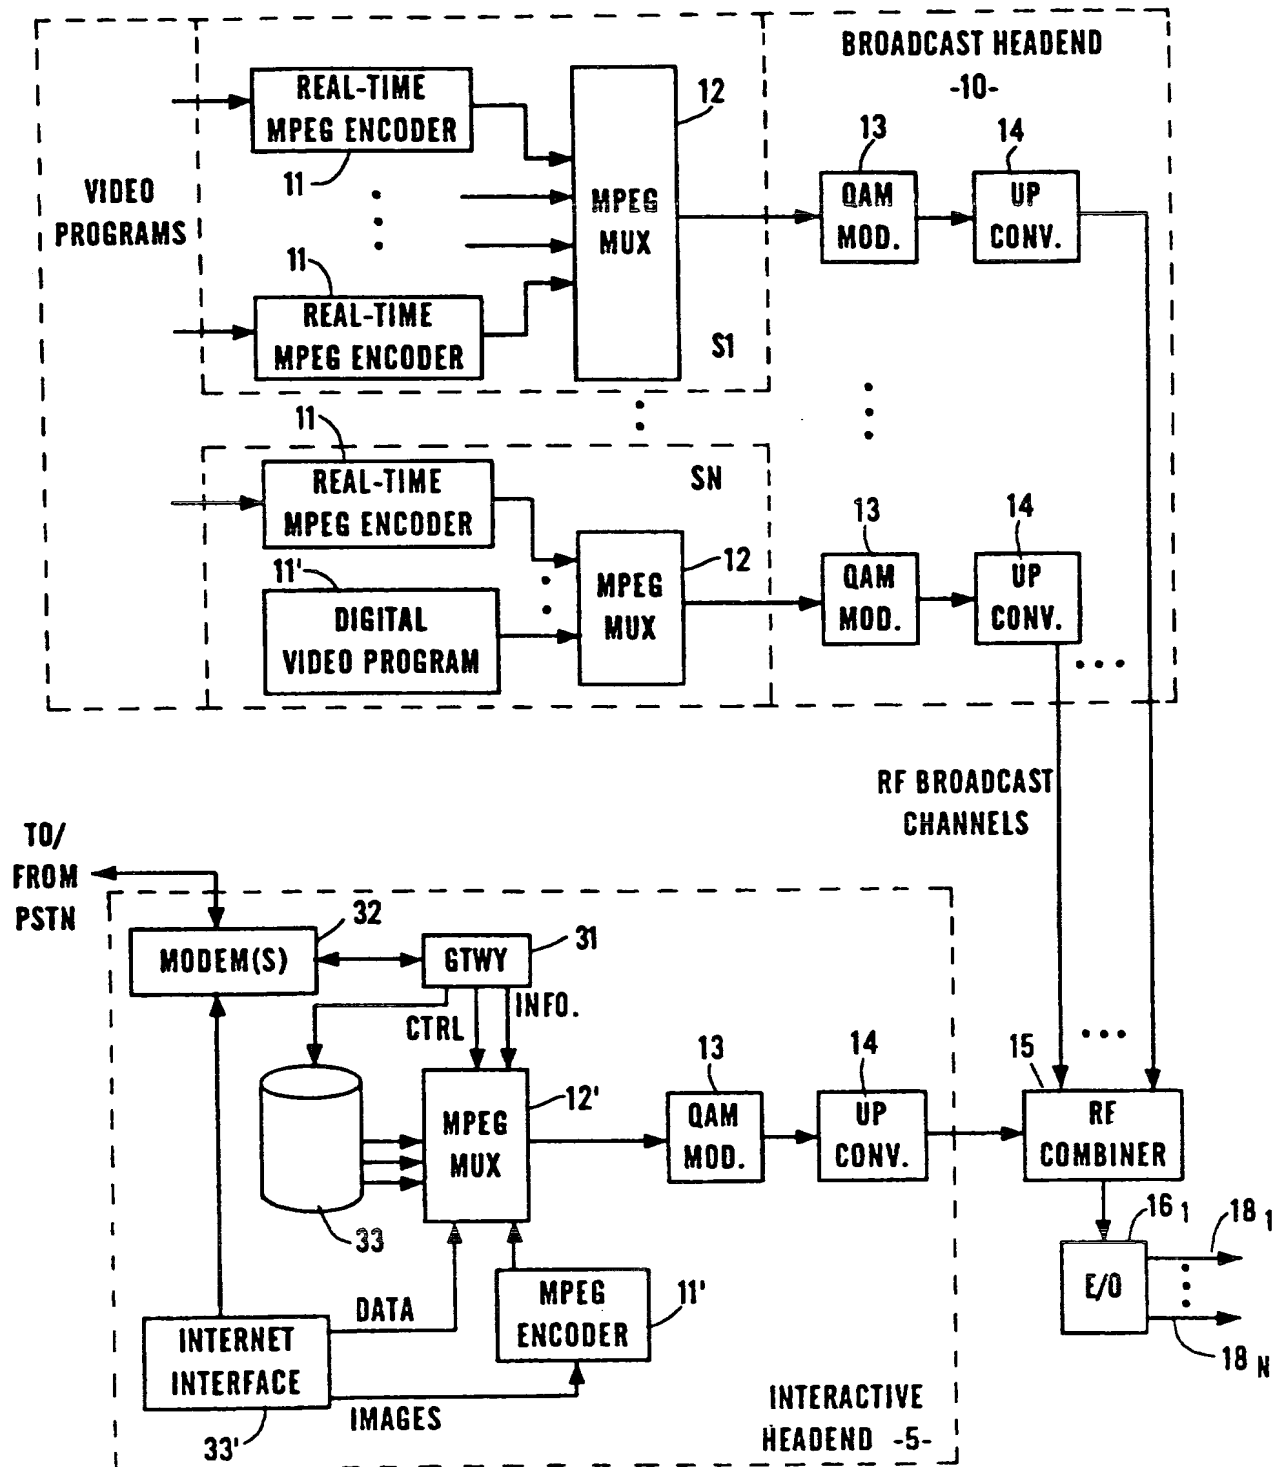 BROADCAST HEADEND
-10-
VIDEO
PROGRAMS
REAL-TIME
MPEG ENCODER
11
11
REAL-TIME
MPEG ENCODER
12
MPEG
MUX
S1
13
QAM
MOD.
14
UP
CONV.
11
REAL-TIME
MPEG ENCODER
SN
11'
DIGITAL
VIDEO PROGRAM
MPEG
MUX
12
13
QAM
MOD.
14
UP
CONV.
RF BROADCAST
CHANNELS
TO/
FROM
PSTN
MODEM(S)
32
GTWY
31
CTRL
INFO.
33
MPEG
MUX
12'
13
QAM
MOD.
14
UP
CONV.
15
RF
COMBINER
16 1
E/O
18 1
18 N
INTERNET
INTERFACE
33'
DATA
IMAGES
MPEG
ENCODER
11'
INTERACTIVE
HEADEND -5-